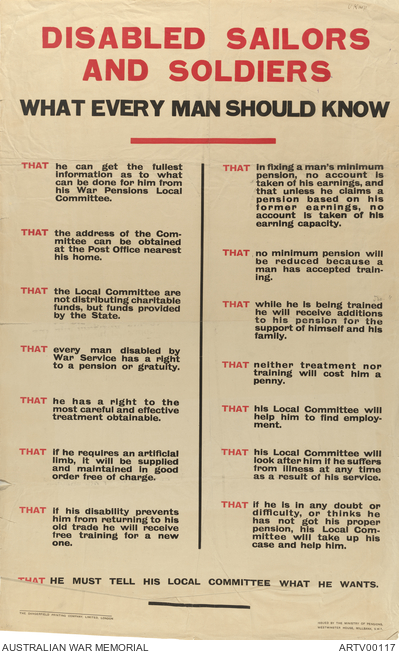 DISABLED SAILORS
AND SOLDIERS
WHAT EVERY MAN SHOULD KNOW
THAT he can get the fullest
information as to what
can be done for him from
his War Pensions Local
Committee.
THAT the address of the Com-
mittee can be obtained
at the Post Office nearest
his home.
THAT the Local Committee are
not distributing charitable
funds, but funds provided
by the State.
THAT every man disabled by
War Service has a right
to a pension or gratuity.
THAT he has a right to the
most careful and effective
treatment obtainable.
THAT if he requires an artificial
limb, it will be supplied
and maintained in good
order free of charge.
THAT if his disability prevents
him from returning to his
old trade he will receive
free training for a new
one.
THAT in fixing a man's minimum
pension, no account is
taken of his earnings, and
that unless he claims a
pension based on his
former earnings, no
account is taken of his
earning capacity.
THAT no minimum pension will
be reduced because a
man has accepted train-
ing.
THAT while he is being trained
he will receive additions
to his pension for the
support of himself and his
family.
THAT neither treatment nor
training will cost him a
penny.
THAT his Local Committee will
help him to find employ-
ment.
THAT his Local Committee will
look after him if he suffers
from illness at any time
as a result of his service.
THAT if he is in any doubt or
difficulty, or thinks he
has not got his proper
pension, his Local Com-
mittee will take up his
case and help him.
THAT HE MUST TELL HIS LOCAL COMMITTEE WHAT HE WANTS.
ISSUED BY THE MINISTRY OF PENSIONS,
WESTMINSTER HOUSE, MILLBANK, S.W.1.
AUSTRALIAN WAR MEMORIAL
ARTV00117